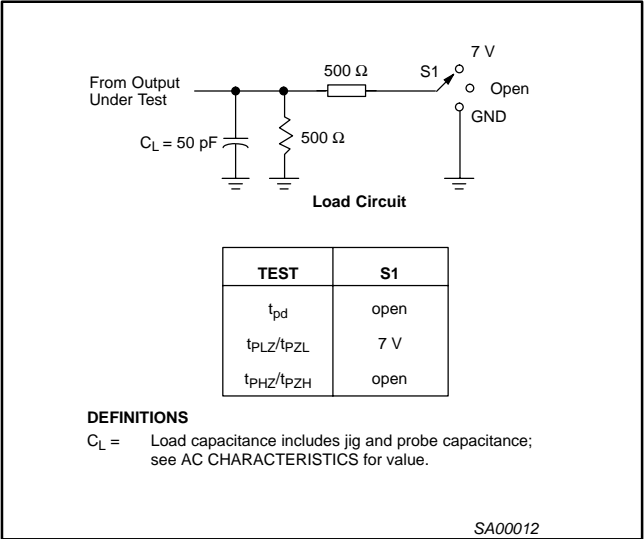 7 V
500 Ω
S1
From Output
Under Test
Open
GND
C_L = 50 pF
500 Ω
Load Circuit
TEST S1
t_pd open
t_PLZ/t_PZL 7 V
t_PHZ/t_PZH open
DEFINITIONS
C_L = Load capacitance includes jig and probe capacitance;
see AC CHARACTERISTICS for value.
SA00012